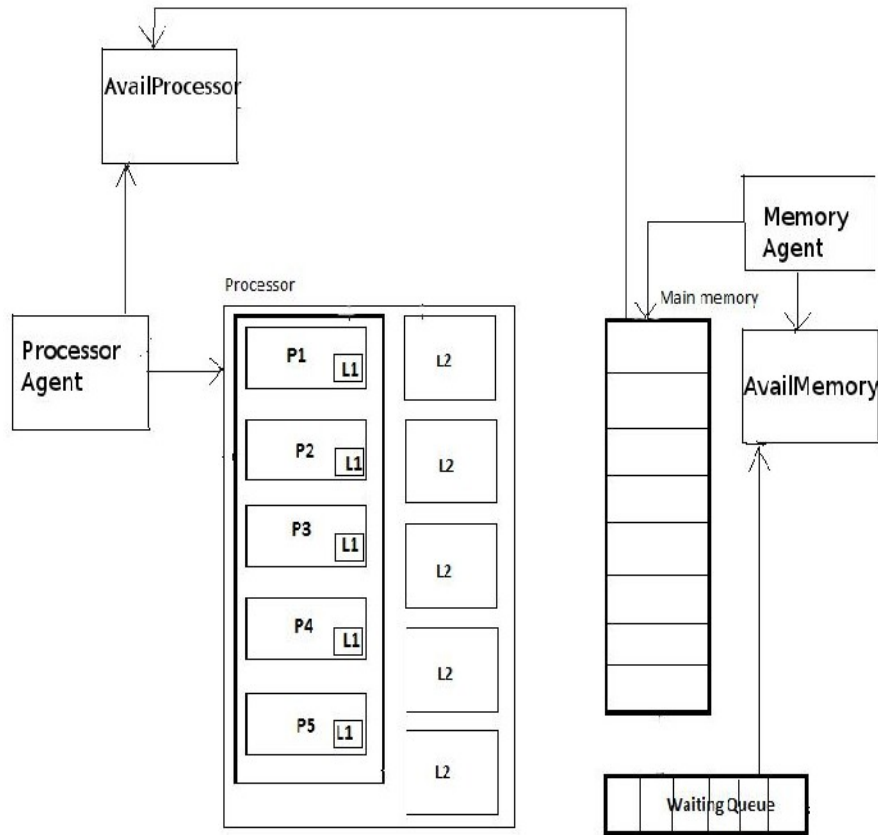 AvailProcessor
Memory
Agent
Processor
Main memory
Processor
Agent
AvailMemory
P1
L1
L2
P2
L1
L2
P3
L1
L2
P4
L1
L2
P5
L1
L2
Waiting Queue